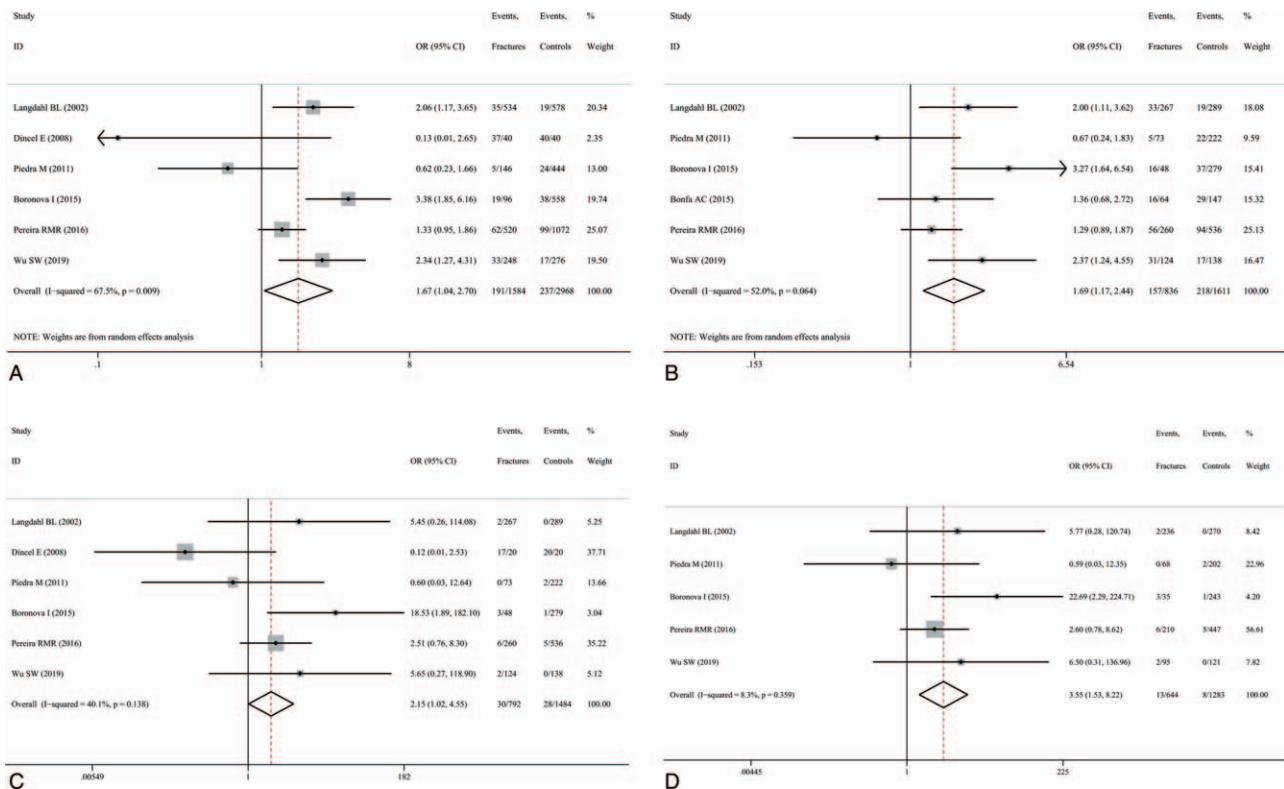 Study Events, Events, %
ID OR (95% CI) Fractures Controls Weight
Langdahl BL (2002) 2.06 (1.17, 3.65) 35/534 19/578 20.34
Dincel E (2008) 0.13 (0.01, 2.65) 37/40 40/40 2.35
Piedra M (2011) 0.62 (0.23, 1.66) 5/146 24/444 13.00
Boronova I (2015) 3.38 (1.85, 6.16) 19/96 38/558 19.74
Pereira RMR (2016) 1.33 (0.95, 1.86) 62/520 99/1072 25.07
Wu SW (2019) 2.34 (1.27, 4.31) 33/248 17/276 19.50
Overall (I-squared = 67.5%, p = 0.009) 1.67 (1.04, 2.70) 191/1584 237/2968 100.00
NOTE: Weights are from random effects analysis
.1 1 8
A
Study Events, Events, %
ID OR (95% CI) Fractures Controls Weight
Langdahl BL (2002) 2.00 (1.11, 3.62) 33/267 19/289 18.08
Piedra M (2011) 0.67 (0.24, 1.83) 5/73 22/222 9.59
Boronova I (2015) 3.27 (1.64, 6.54) 16/48 37/279 15.41
Bonfa AC (2015) 1.36 (0.68, 2.72) 16/64 29/147 15.32
Pereira RMR (2016) 1.29 (0.89, 1.87) 56/260 94/536 25.13
Wu SW (2019) 2.37 (1.24, 4.55) 31/124 17/138 16.47
Overall (I-squared = 52.0%, p = 0.064) 1.69 (1.17, 2.44) 157/836 218/1611 100.00
NOTE: Weights are from random effects analysis
.153 1 6.54
B
Study Events, Events, %
ID OR (95% CI) Fractures Controls Weight
Langdahl BL (2002) 5.45 (0.26, 114.08) 2/267 0/289 5.25
Dincel E (2008) 0.12 (0.01, 2.53) 17/20 20/20 37.71
Piedra M (2011) 0.60 (0.03, 12.64) 0/73 2/222 13.66
Boronova I (2015) 18.53 (1.89, 182.10) 3/48 1/279 3.04
Pereira RMR (2016) 2.51 (0.76, 8.30) 6/260 5/536 35.22
Wu SW (2019) 5.65 (0.27, 118.90) 2/124 0/138 5.12
Overall (I-squared = 40.1%, p = 0.138) 2.15 (1.02, 4.55) 30/792 28/1484 100.00
.00549 1 182
C
Study Events, Events, %
ID OR (95% CI) Fractures Controls Weight
Langdahl BL (2002) 5.77 (0.28, 120.74) 2/236 0/270 8.42
Piedra M (2011) 0.59 (0.03, 12.35) 0/68 2/202 22.96
Boronova I (2015) 22.69 (2.29, 224.71) 3/35 1/243 4.20
Pereira RMR (2016) 2.60 (0.78, 8.62) 6/210 5/447 56.61
Wu SW (2019) 6.50 (0.31, 136.96) 2/95 0/121 7.82
Overall (I-squared = 8.3%, p = 0.359) 3.55 (1.53, 8.22) 13/644 8/1283 100.00
.00445 1 225
D